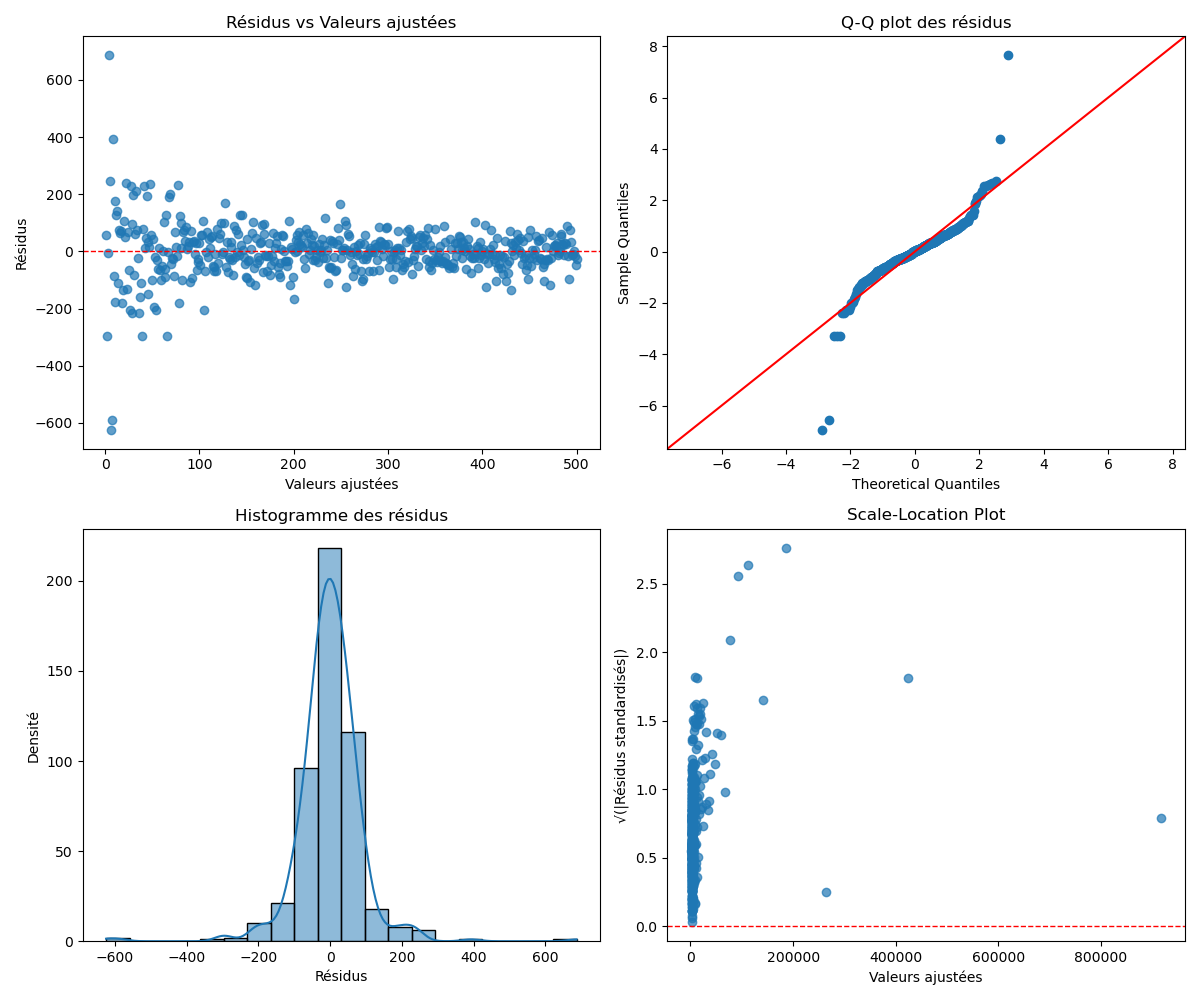 Résidus vs Valeurs ajustées
600
400
200
0
−200
−400
−600
Résidus
0 100 200 300 400 500
Valeurs ajustées
Q-Q plot des résidus
8
6
4
2
0
−2
−4
−6
Sample Quantiles
−6 −4 −2 0 2 4 6 8
Theoretical Quantiles
Histogramme des résidus
200
150
100
50
0
Densité
−600 −400 −200 0 200 400 600
Résidus
Scale-Location Plot
2.5
2.0
1.5
1.0
0.5
0.0
√(|Résidus standardisés|)
0 200000 400000 600000 800000
Valeurs ajustées